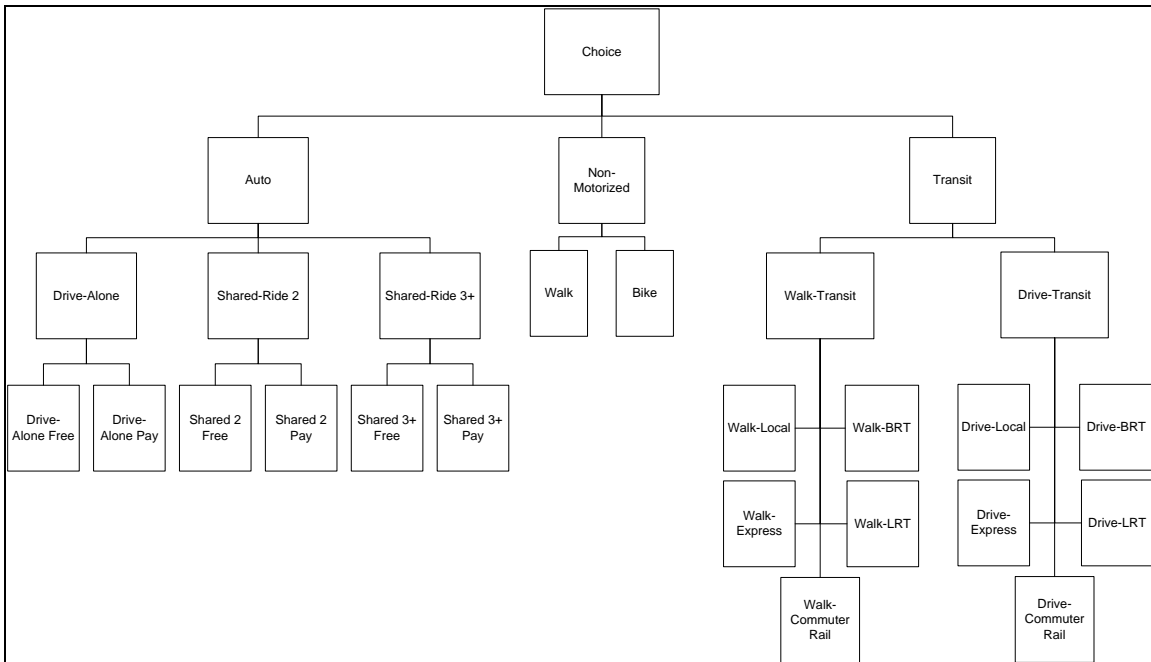 Choice
Auto
Non-
Motorized
Transit
Drive-Alone
Shared-Ride 2
Shared-Ride 3+
Walk
Bike
Walk-Transit
Drive-Transit
Drive-
Alone Free
Drive-
Alone Pay
Shared 2
Free
Shared 2
Pay
Shared 3+
Free
Shared 3+
Pay
Walk-Local
Walk-BRT
Drive-Local
Drive-BRT
Walk-
Express
Walk-LRT
Drive-
Express
Drive-LRT
Walk-
Commuter
Rail
Drive-
Commuter
Rail